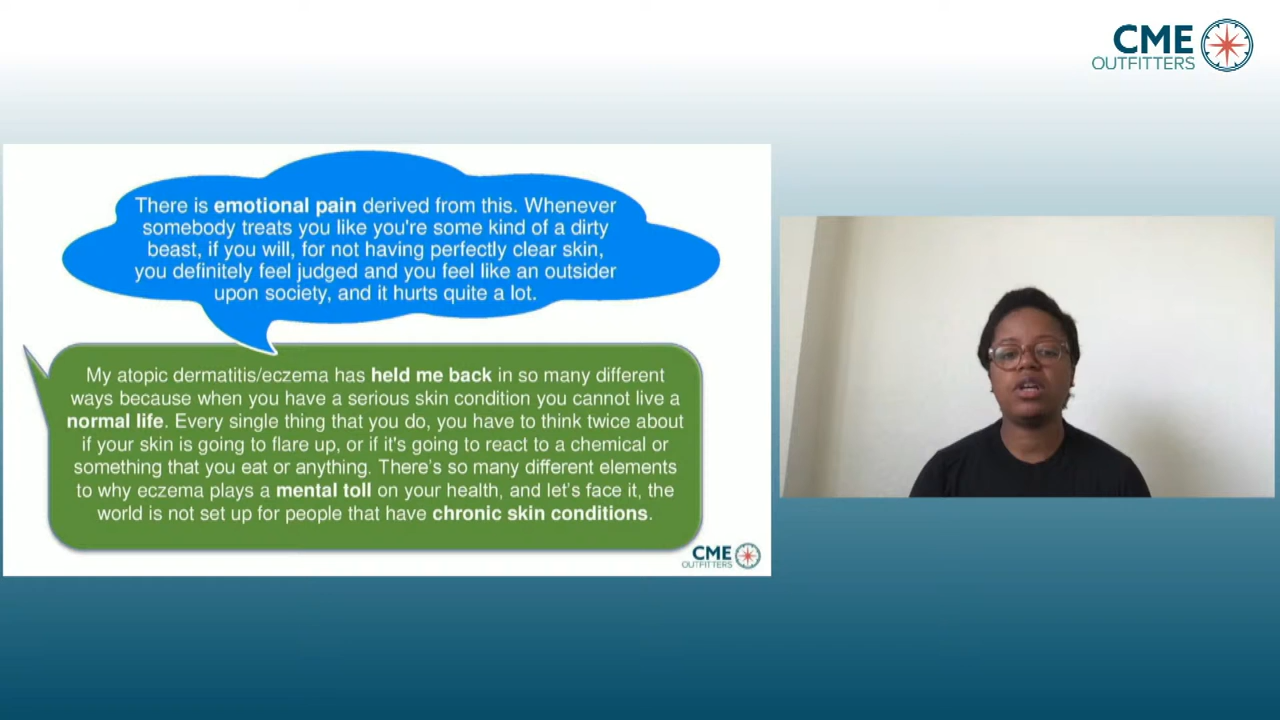 CME
OUTFITTERS
There is emotional pain derived from this. Whenever
somebody treats you like you're some kind of a dirty
beast, if you will, for not having perfectly clear skin,
you definitely feel judged and you feel like an outsider
upon society, and it hurts quite a lot.
My atopic dermatitis/eczema has held me back in so many different
ways because when you have a serious skin condition you cannot live a
normal life. Every single thing that you do, you have to think twice about
if your skin is going to flare up, or if it's going to react to a chemical or
something that you eat or anything. There's so many different elements
to why eczema plays a mental toll on your health, and let's face it, the
world is not set up for people that have chronic skin conditions.
CME
OUTFITTERS